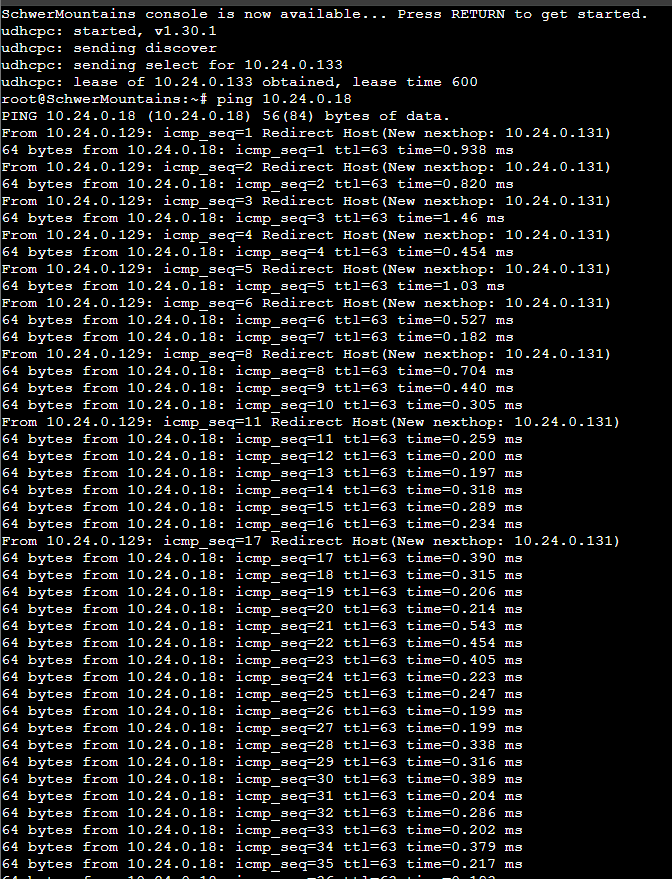 SchwerMountains console is now available... Press RETURN to get started.
udhcpc: started, v1.30.1
udhcpc: sending discover
udhcpc: sending select for 10.24.0.133
udhcpc: lease of 10.24.0.133 obtained, lease time 600
root@SchwerMountains:~# ping 10.24.0.18
PING 10.24.0.18 (10.24.0.18) 56(84) bytes of data.
From 10.24.0.129: icmp_seq=1 Redirect Host(New nexthop: 10.24.0.131)
64 bytes from 10.24.0.18: icmp_seq=1 ttl=63 time=0.938 ms
From 10.24.0.129: icmp_seq=2 Redirect Host(New nexthop: 10.24.0.131)
64 bytes from 10.24.0.18: icmp_seq=2 ttl=63 time=0.820 ms
From 10.24.0.129: icmp_seq=3 Redirect Host(New nexthop: 10.24.0.131)
64 bytes from 10.24.0.18: icmp_seq=3 ttl=63 time=1.46 ms
From 10.24.0.129: icmp_seq=4 Redirect Host(New nexthop: 10.24.0.131)
64 bytes from 10.24.0.18: icmp_seq=4 ttl=63 time=0.454 ms
From 10.24.0.129: icmp_seq=5 Redirect Host(New nexthop: 10.24.0.131)
64 bytes from 10.24.0.18: icmp_seq=5 ttl=63 time=1.03 ms
From 10.24.0.129: icmp_seq=6 Redirect Host(New nexthop: 10.24.0.131)
64 bytes from 10.24.0.18: icmp_seq=6 ttl=63 time=0.527 ms
64 bytes from 10.24.0.18: icmp_seq=7 ttl=63 time=0.182 ms
From 10.24.0.129: icmp_seq=8 Redirect Host(New nexthop: 10.24.0.131)
64 bytes from 10.24.0.18: icmp_seq=8 ttl=63 time=0.704 ms
64 bytes from 10.24.0.18: icmp_seq=9 ttl=63 time=0.440 ms
64 bytes from 10.24.0.18: icmp_seq=10 ttl=63 time=0.305 ms
From 10.24.0.129: icmp_seq=11 Redirect Host(New nexthop: 10.24.0.131)
64 bytes from 10.24.0.18: icmp_seq=11 ttl=63 time=0.259 ms
64 bytes from 10.24.0.18: icmp_seq=12 ttl=63 time=0.200 ms
64 bytes from 10.24.0.18: icmp_seq=13 ttl=63 time=0.197 ms
64 bytes from 10.24.0.18: icmp_seq=14 ttl=63 time=0.318 ms
64 bytes from 10.24.0.18: icmp_seq=15 ttl=63 time=0.289 ms
64 bytes from 10.24.0.18: icmp_seq=16 ttl=63 time=0.234 ms
From 10.24.0.129: icmp_seq=17 Redirect Host(New nexthop: 10.24.0.131)
64 bytes from 10.24.0.18: icmp_seq=17 ttl=63 time=0.390 ms
64 bytes from 10.24.0.18: icmp_seq=18 ttl=63 time=0.315 ms
64 bytes from 10.24.0.18: icmp_seq=19 ttl=63 time=0.206 ms
64 bytes from 10.24.0.18: icmp_seq=20 ttl=63 time=0.214 ms
64 bytes from 10.24.0.18: icmp_seq=21 ttl=63 time=0.543 ms
64 bytes from 10.24.0.18: icmp_seq=22 ttl=63 time=0.454 ms
64 bytes from 10.24.0.18: icmp_seq=23 ttl=63 time=0.405 ms
64 bytes from 10.24.0.18: icmp_seq=24 ttl=63 time=0.223 ms
64 bytes from 10.24.0.18: icmp_seq=25 ttl=63 time=0.247 ms
64 bytes from 10.24.0.18: icmp_seq=26 ttl=63 time=0.199 ms
64 bytes from 10.24.0.18: icmp_seq=27 ttl=63 time=0.199 ms
64 bytes from 10.24.0.18: icmp_seq=28 ttl=63 time=0.338 ms
64 bytes from 10.24.0.18: icmp_seq=29 ttl=63 time=0.316 ms
64 bytes from 10.24.0.18: icmp_seq=30 ttl=63 time=0.389 ms
64 bytes from 10.24.0.18: icmp_seq=31 ttl=63 time=0.204 ms
64 bytes from 10.24.0.18: icmp_seq=32 ttl=63 time=0.286 ms
64 bytes from 10.24.0.18: icmp_seq=33 ttl=63 time=0.202 ms
64 bytes from 10.24.0.18: icmp_seq=34 ttl=63 time=0.379 ms
64 bytes from 10.24.0.18: icmp_seq=35 ttl=63 time=0.217 ms